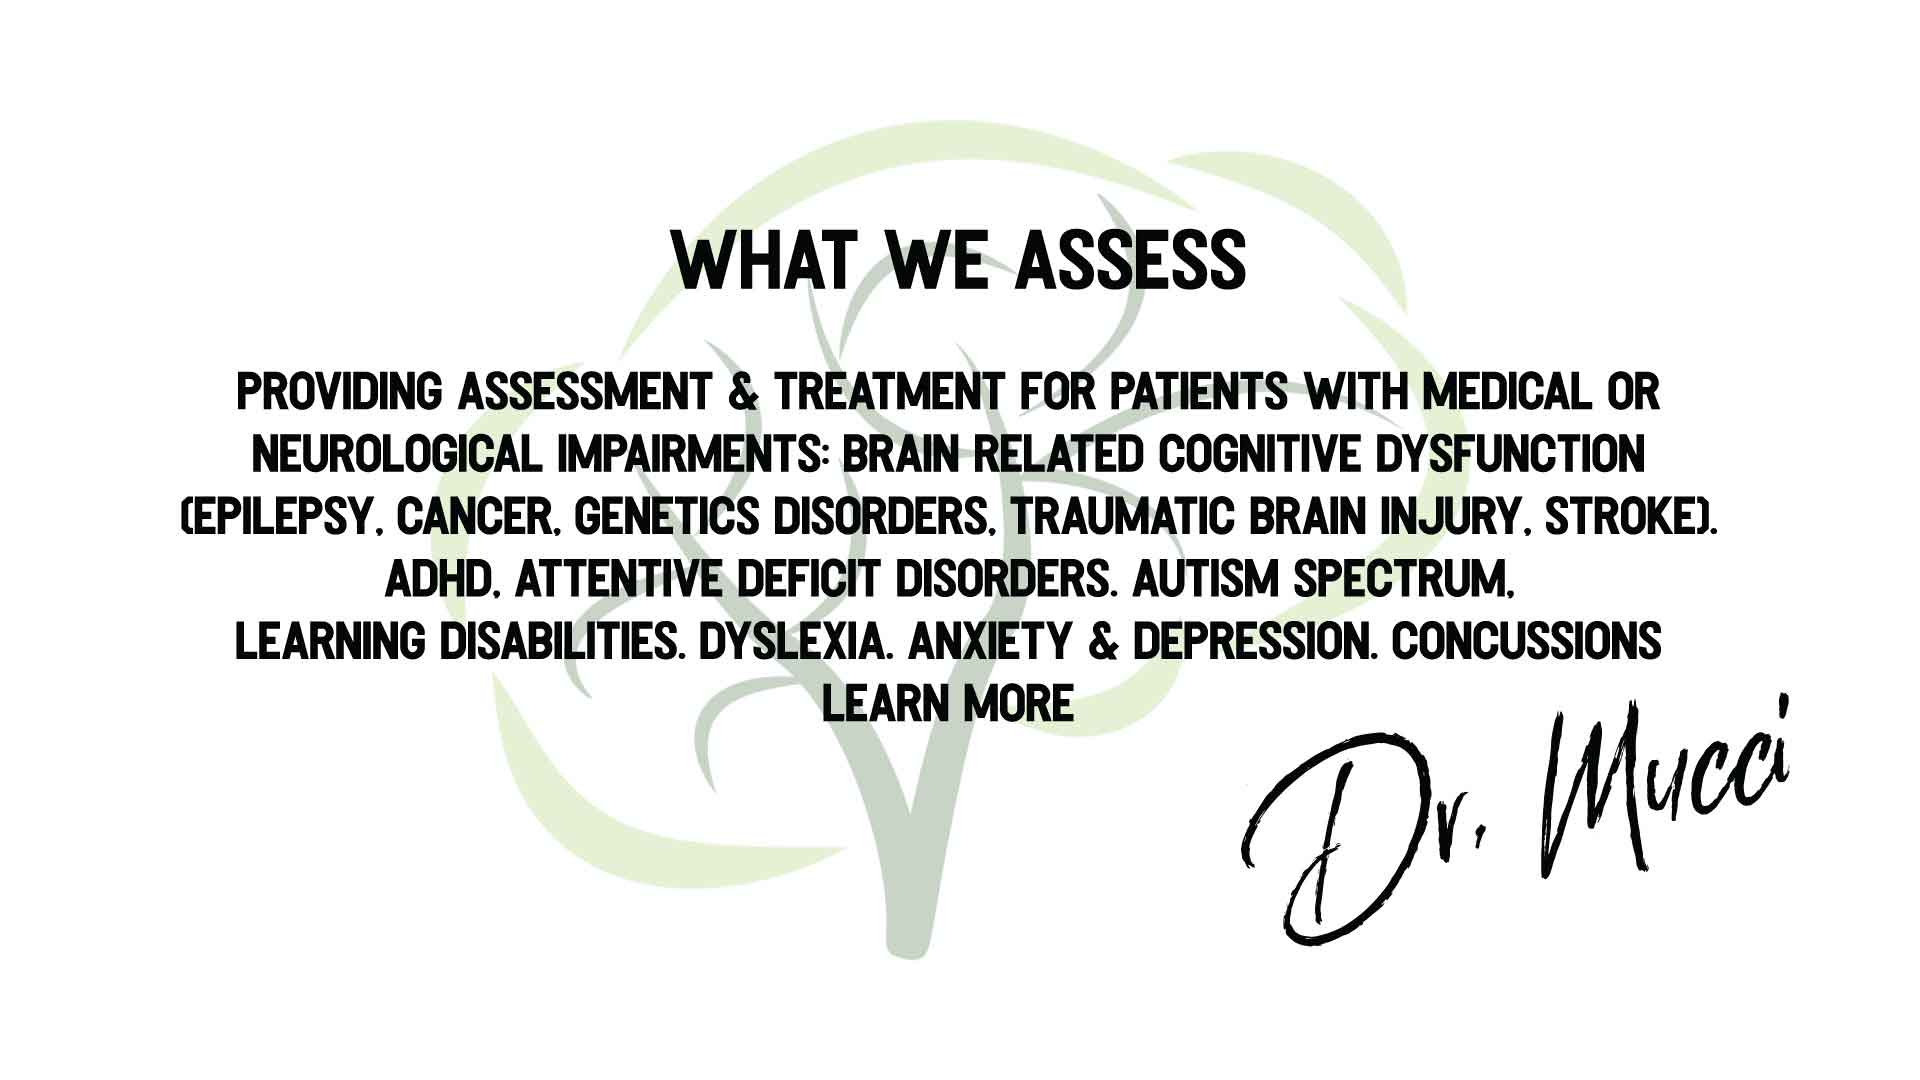 WHAT WE ASSESS
PROVIDING ASSESSMENT & TREATMENT FOR PATIENTS WITH MEDICAL OR
NEUROLOGICAL IMPAIRMENTS: BRAIN RELATED COGNITIVE DYSFUNCTION
(EPILEPSY, CANCER, GENETICS DISORDERS, TRAUMATIC BRAIN INJURY, STROKE).
ADHD, ATTENTIVE DEFICIT DISORDERS. AUTISM SPECTRUM,
LEARNING DISABILITIES. DYSLEXIA. ANXIETY & DEPRESSION. CONCUSSIONS
LEARN MORE
Dr. Mucci